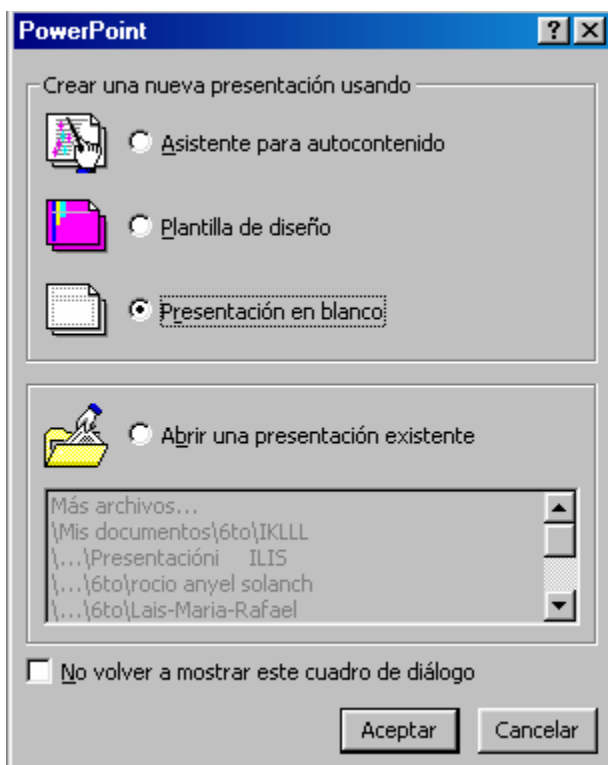 PowerPoint
Crear una nueva presentación usando
Asistente para autocontenido
Plantilla de diseño
Presentación en blanco
Abrir una presentación existente
Más archivos...
\Mis documentos\6to\IKLLL
\...\Presentacióni ILIS
\...\6to\rocio anyel solanch
\...\6to\Lais-Maria-Rafael
No volver a mostrar este cuadro de diálogo
Aceptar Cancelar